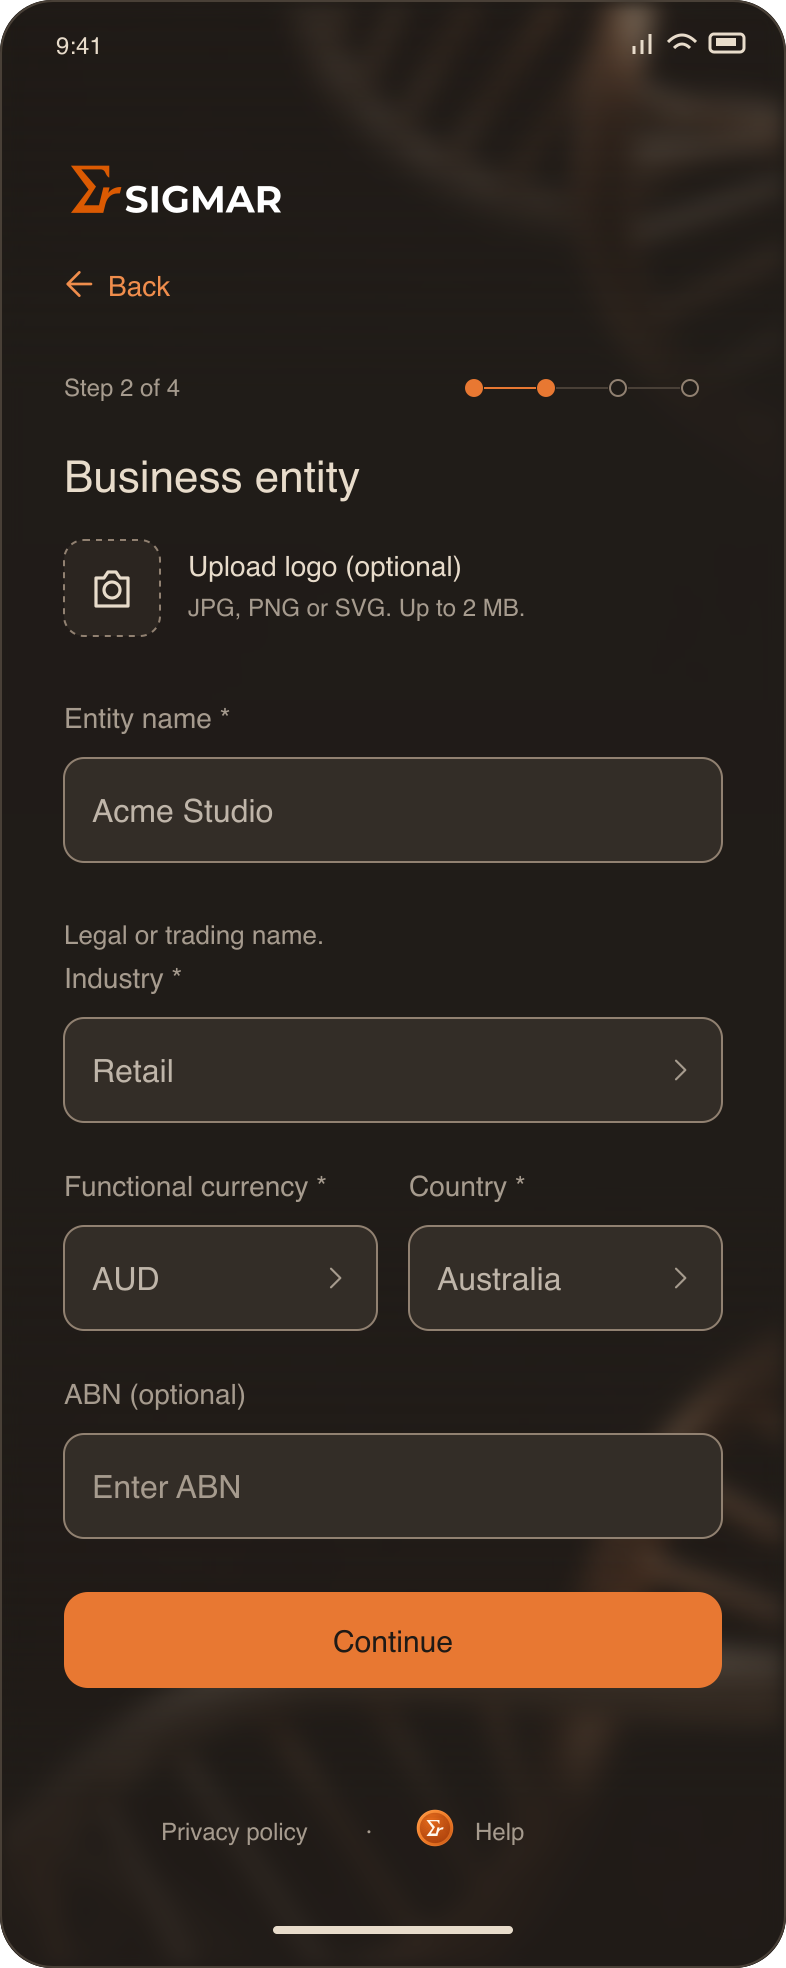 9:41
Σr SIGMAR
Back
Step 2 of 4
Business entity
Upload logo (optional)
JPG, PNG or SVG. Up to 2 MB.
Entity name *
Acme Studio
Legal or trading name.
Industry *
Retail
Functional currency * Country *
AUD Australia
ABN (optional)
Enter ABN
Continue
Privacy policy · Σr Help